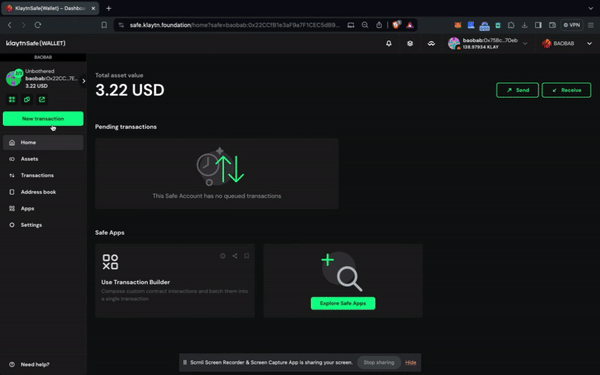 KlaytnSafe{Wallet} – Dashboa
safe.klaytn.foundation/home?safe=baobab:0x22CCfB1e3aF9a7F1CEC5dB9...
VPN
klaytnSafe{WALLET}
baobab:0x758c...70eb
138.97934 KLAY
BAOBAB
BAOBAB
Unbothered
baobab:0x22CC...7E...
3.22 USD
New transaction
Home
Assets
Transactions
Address book
Apps
Settings
Need help?
Total asset value
3.22 USD
Send
Receive
Pending transactions
This Safe Account has no queued transactions
Safe Apps
Use Transaction Builder
Compose custom contract interactions and batch them into
a single transaction
Explore Safe Apps
Scrnli Screen Recorder & Screen Capture App is sharing your screen.
Stop sharing
Hide